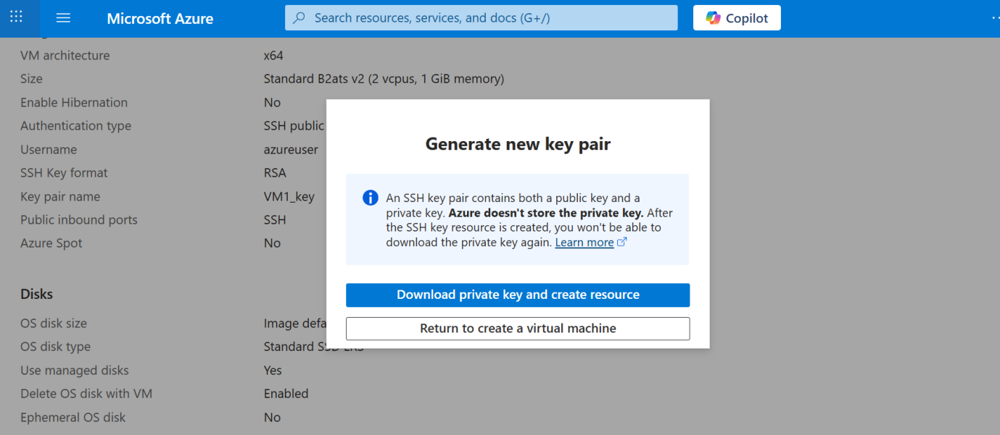 Microsoft Azure
Search resources, services, and docs (G+/)
Copilot
VM architecture x64
Size Standard B2ats v2 (2 vcpus, 1 GiB memory)
Enable Hibernation No
Authentication type SSH public
Username azureuser
SSH Key format RSA
Key pair name VM1_key
Public inbound ports SSH
Azure Spot No
Disks
OS disk size Image defa
OS disk type Standard SSD LRS
Use managed disks Yes
Delete OS disk with VM Enabled
Ephemeral OS disk No
Generate new key pair
An SSH key pair contains both a public key and a
private key. Azure doesn't store the private key. After
the SSH key resource is created, you won't be able to
download the private key again. Learn more
Download private key and create resource
Return to create a virtual machine